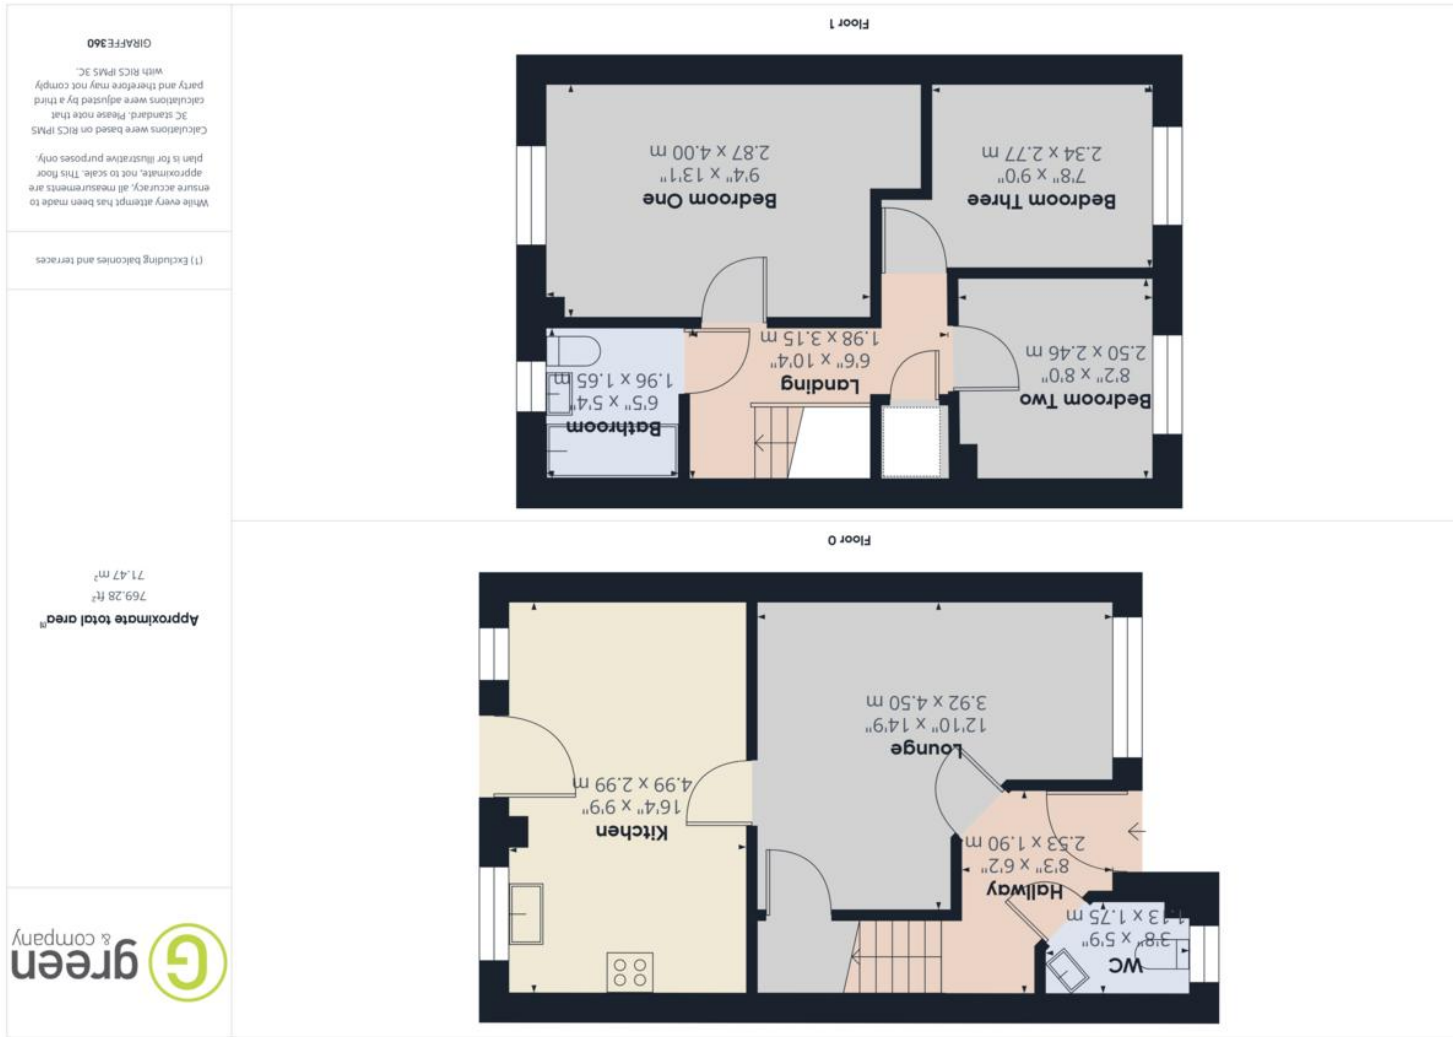 green
& company
Approximate total area⁽¹⁾
769.28 ft²
71.47 m²
(1) Excluding balconies and terraces
While every attempt has been made to
ensure accuracy, all measurements are
approximate, not to scale. This floor
plan is for illustrative purposes only.
Calculations were based on RICS IPMS
3C standard. Please note that
calculations were adjusted by a third
party and therefore may not comply
with RICS IPMS 3C.
GIRAFFE360
WC
3'8" x 5'9"
1.13 x 1.75 m
Hallway
8'3" x 6'2"
2.53 x 1.90 m
Kitchen
16'4" x 9'9"
4.99 x 2.99 m
Lounge
12'10" x 14'9"
3.92 x 4.50 m
Floor 0
Bathroom
6'5" x 5'4"
1.96 x 1.65 m
Landing
6'6" x 10'4"
1.98 x 3.15 m
Bedroom Two
8'2" x 8'0"
2.50 x 2.46 m
Bedroom One
9'4" x 13'1"
2.87 x 4.00 m
Bedroom Three
7'8" x 9'0"
2.34 x 2.77 m
Floor 1